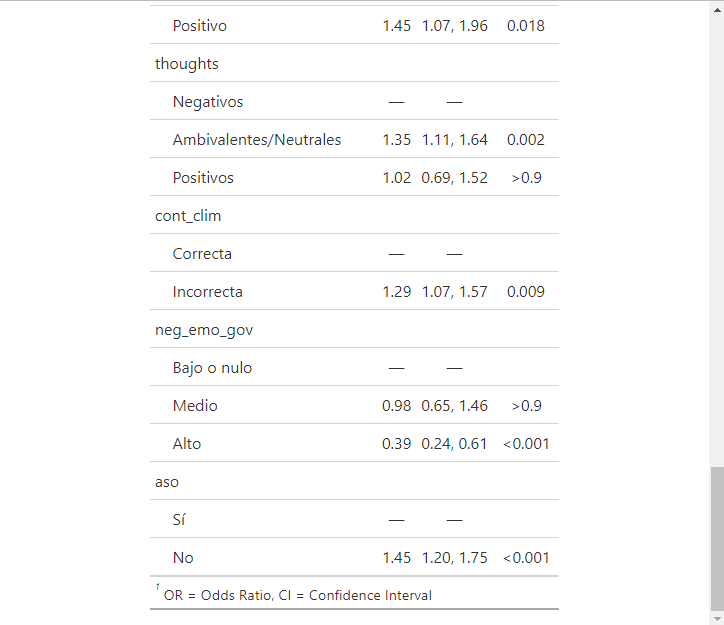 Positivo 1.45 1.07, 1.96 0.018
thoughts
Negativos — —
Ambivalentes/Neutrales 1.35 1.11, 1.64 0.002
Positivos 1.02 0.69, 1.52 >0.9
cont_clim
Correcta — —
Incorrecta 1.29 1.07, 1.57 0.009
neg_emo_gov
Bajo o nulo — —
Medio 0.98 0.65, 1.46 >0.9
Alto 0.39 0.24, 0.61 <0.001
aso
Sí — —
No 1.45 1.20, 1.75 <0.001
1 OR = Odds Ratio, CI = Confidence Interval